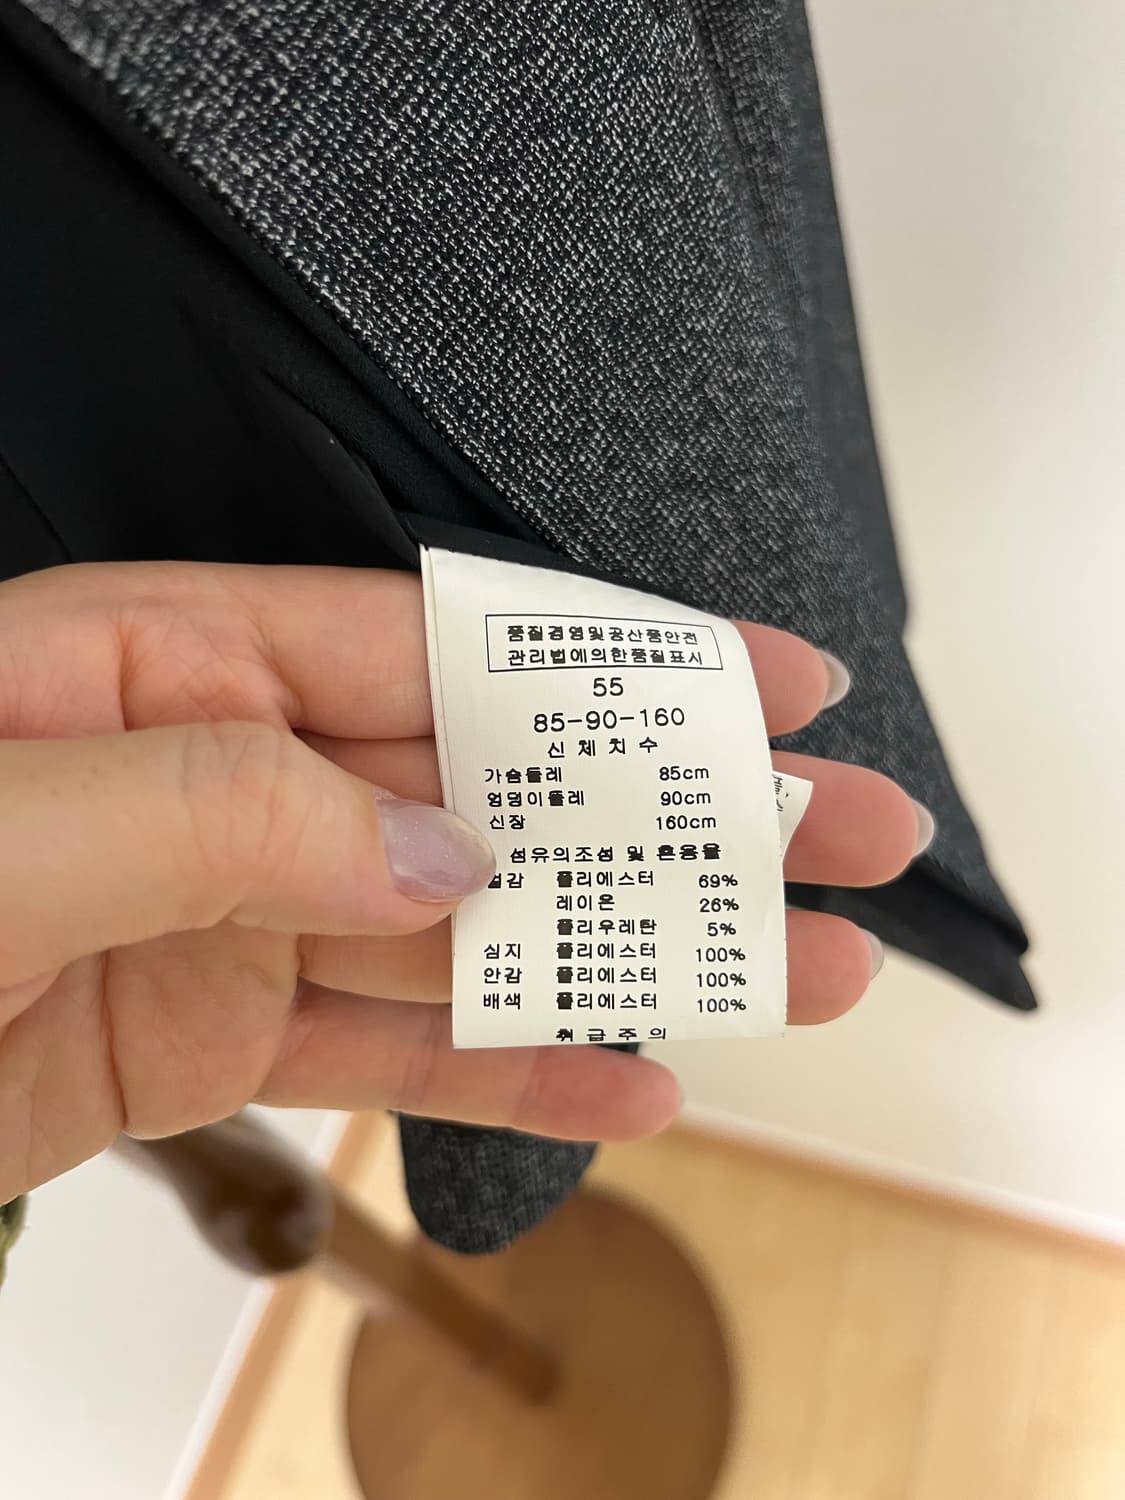 품질경영및공산품안전
관리법에의한품질표시
55
85-90-160
신체치수
가슴둘레 85cm
엉덩이둘레 90cm
신장 160cm
섬유의조성 및 혼용율
겉감 폴리에스터 69%
레이온 26%
폴리우레탄 5%
심지 폴리에스터 100%
안감 폴리에스터 100%
배색 폴리에스터 100%
취급주의